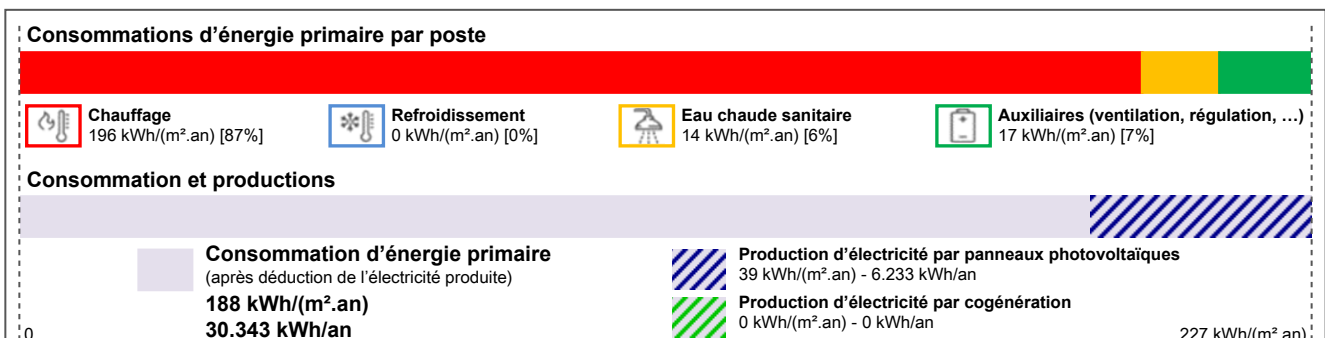 Consommations d’énergie primaire par poste
Chauffage
196 kWh/(m².an) [87%]
Refroidissement
0 kWh/(m².an) [0%]
Eau chaude sanitaire
14 kWh/(m².an) [6%]
Auxiliaires (ventilation, régulation, …)
17 kWh/(m².an) [7%]
Consommation et productions
Consommation d’énergie primaire
(après déduction de l’électricité produite)
188 kWh/(m².an)
30.343 kWh/an
Production d’électricité par panneaux photovoltaïques
39 kWh/(m².an) - 6.233 kWh/an
Production d’électricité par cogénération
0 kWh/(m².an) - 0 kWh/an
0
227 kWh/(m².an)